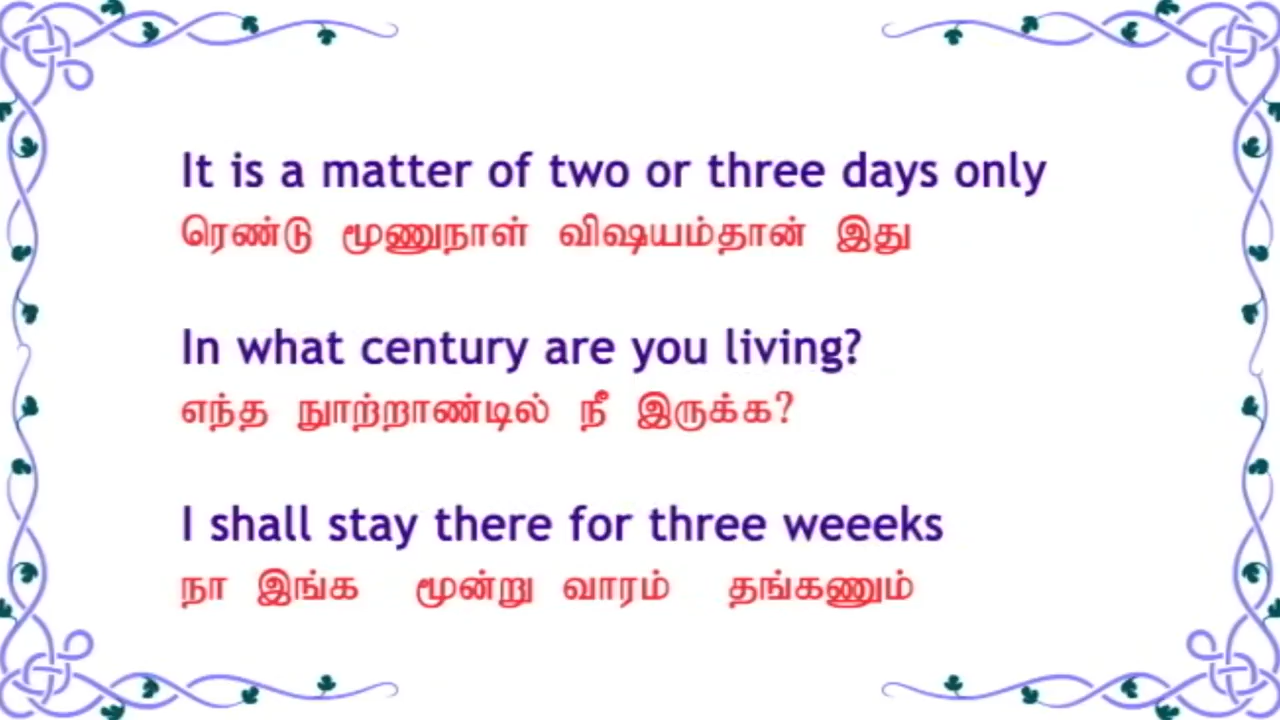 It is a matter of two or three days only
ரெண்டு மூணுநாள் விஷயம்தான் இது
In what century are you living?
எந்த நூற்றாண்டில் நீ இருக்க?
I shall stay there for three weeeks
நா இங்க மூன்று வாரம் தங்கணும்